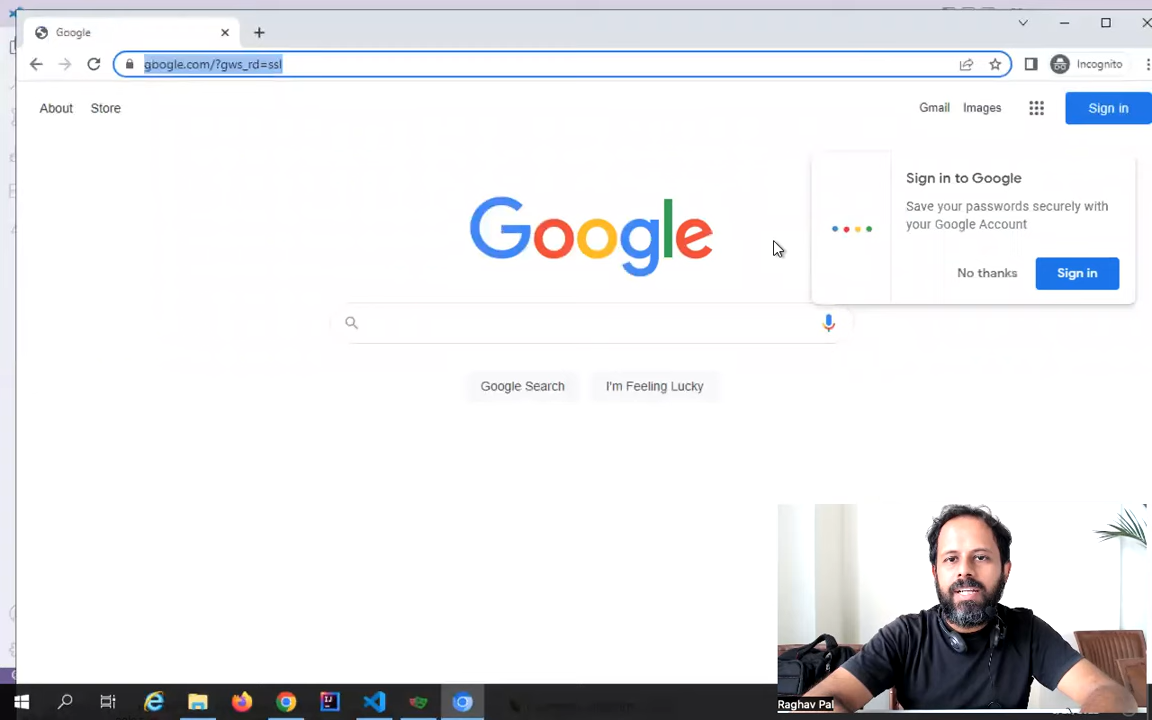 Google
google.com/?gws_rd=ssl
Incognito
About Store
Gmail Images
Sign in
Sign in to Google
Save your passwords securely with
your Google Account
No thanks
Sign in
Google
Google Search
I'm Feeling Lucky
Raghav Pal